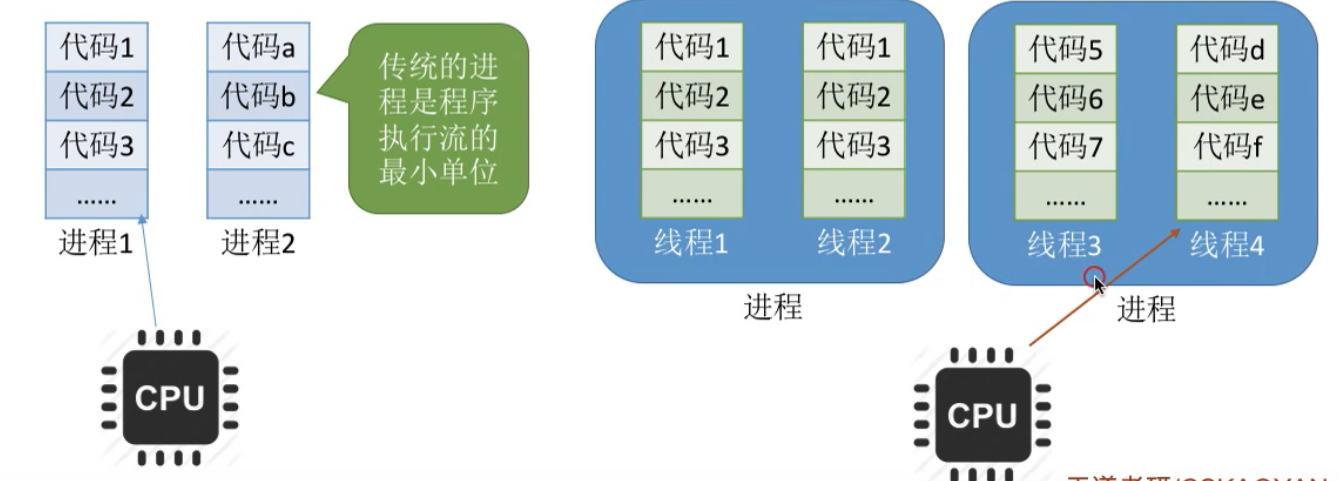 代码1
代码2
代码3
......
进程1
代码a
代码b
代码c
......
进程2
传统的进
程是程序
执行流的
最小单位
CPU
代码1
代码2
代码3
......
线程1
代码1
代码2
代码3
......
线程2
进程
代码5
代码6
代码7
......
线程3
代码d
代码e
代码f
......
线程4
进程
CPU